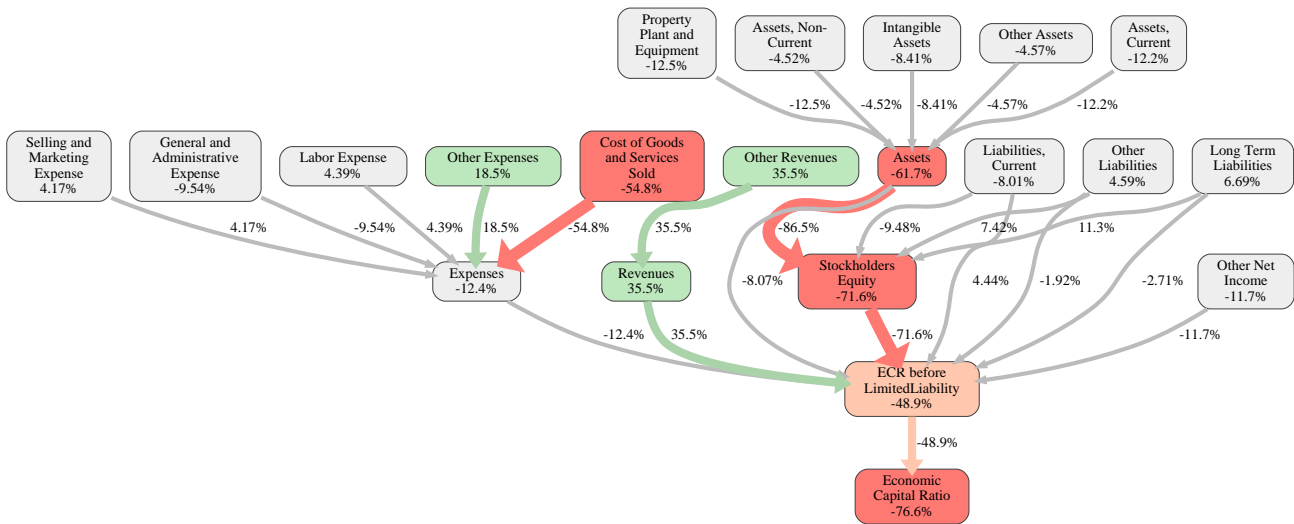 Property
Plant and
Equipment
-12.5%
Assets, Non-
Current
-4.52%
Intangible
Assets
-8.41%
Other Assets
-4.57%
Assets,
Current
-12.2%
-12.5%
-4.52%
-8.41%
-4.57%
-12.2%
Selling and
Marketing
Expense
4.17%
General and
Administrative
Expense
-9.54%
Labor Expense
4.39%
Other Expenses
18.5%
Cost of Goods
and Services
Sold
-54.8%
Other Revenues
35.5%
Assets
-61.7%
Liabilities,
Current
-8.01%
Other
Liabilities
4.59%
Long Term
Liabilities
6.69%
4.17%
-9.54%
4.39%
18.5%
-54.8%
35.5%
-86.5%
-9.48%
7.42%
11.3%
Expenses
-12.4%
Revenues
35.5%
-8.07%
Stockholders
Equity
-71.6%
4.44%
-1.92%
-2.71%
Other Net
Income
-11.7%
-12.4%
35.5%
-71.6%
-11.7%
ECR before
LimitedLiability
-48.9%
-48.9%
Economic
Capital Ratio
-76.6%